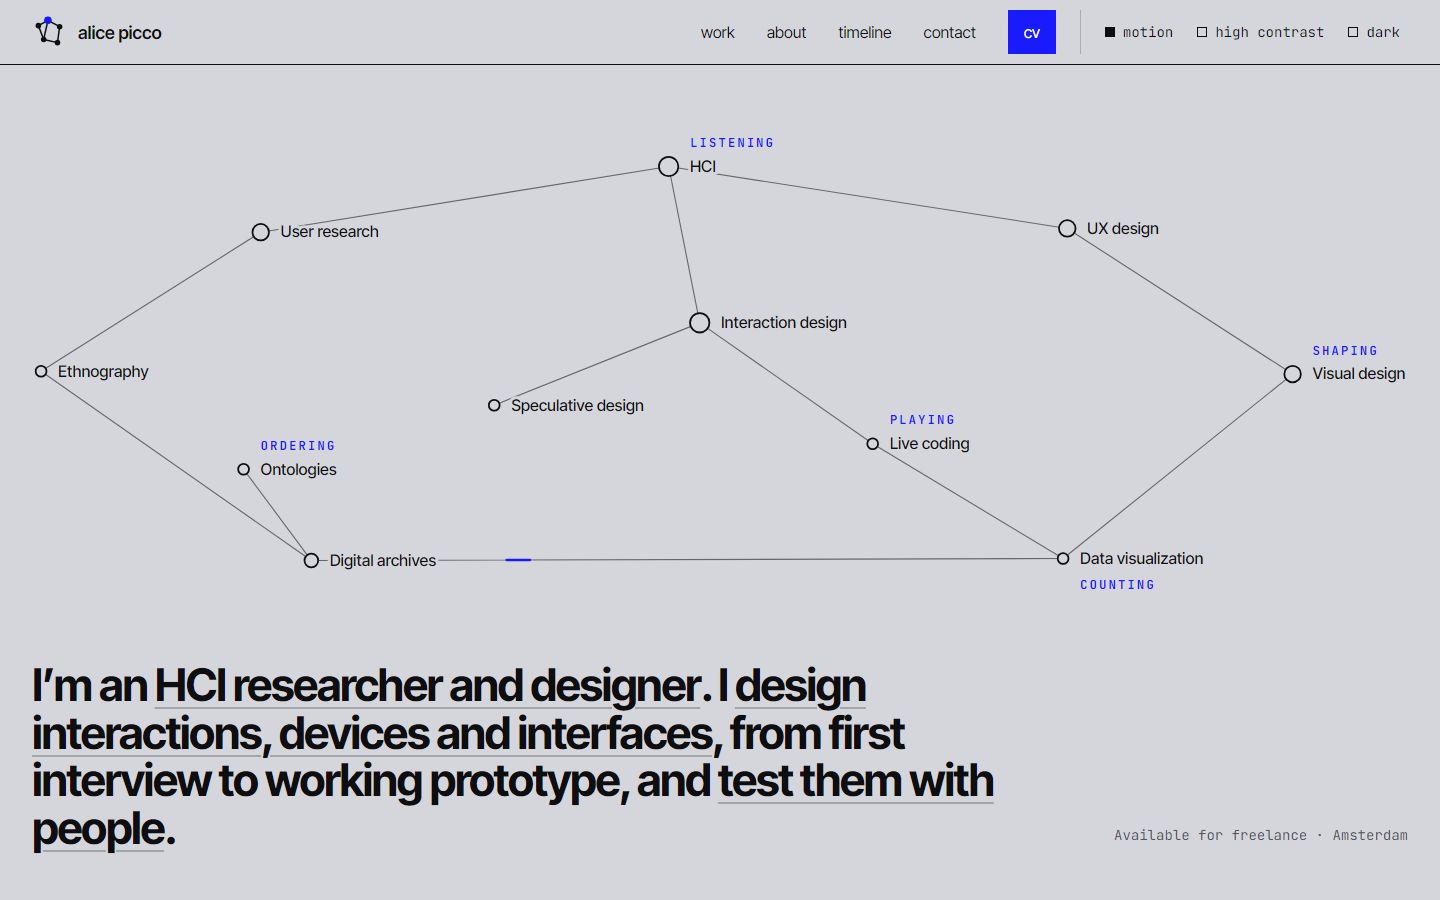 alice picco
work about timeline contact cv motion high contrast dark
LISTENING
HCI
User research
UX design
Interaction design
SHAPING
Ethnography
Visual design
Speculative design
PLAYING
Live coding
ORDERING
Ontologies
Digital archives
Data visualization
COUNTING
I’m an HCI researcher and designer. I design
interactions, devices and interfaces, from first
interview to working prototype, and test them with
people.
Available for freelance · Amsterdam